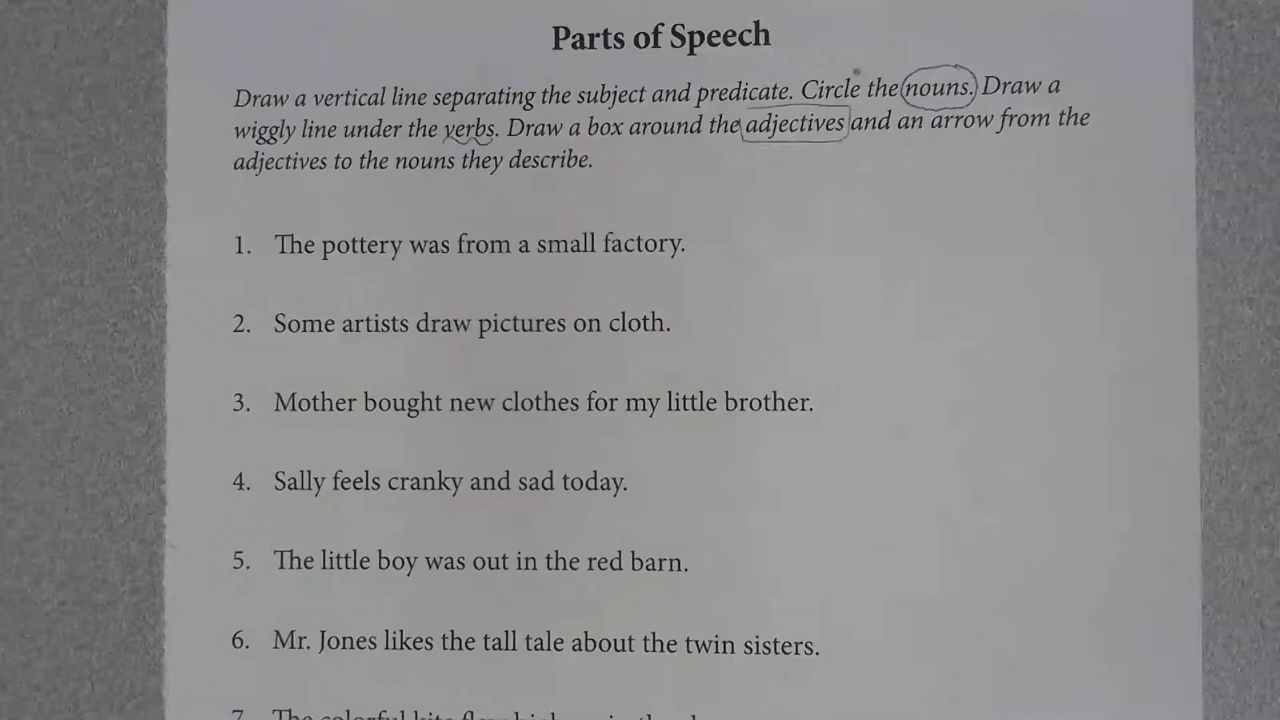 Parts of Speech
Draw a vertical line separating the subject and predicate. Circle the nouns. Draw a
wiggly line under the verbs. Draw a box around the adjectives and an arrow from the
adjectives to the nouns they describe.
1. The pottery was from a small factory.
2. Some artists draw pictures on cloth.
3. Mother bought new clothes for my little brother.
4. Sally feels cranky and sad today.
5. The little boy was out in the red barn.
6. Mr. Jones likes the tall tale about the twin sisters.
7. The colorful kite